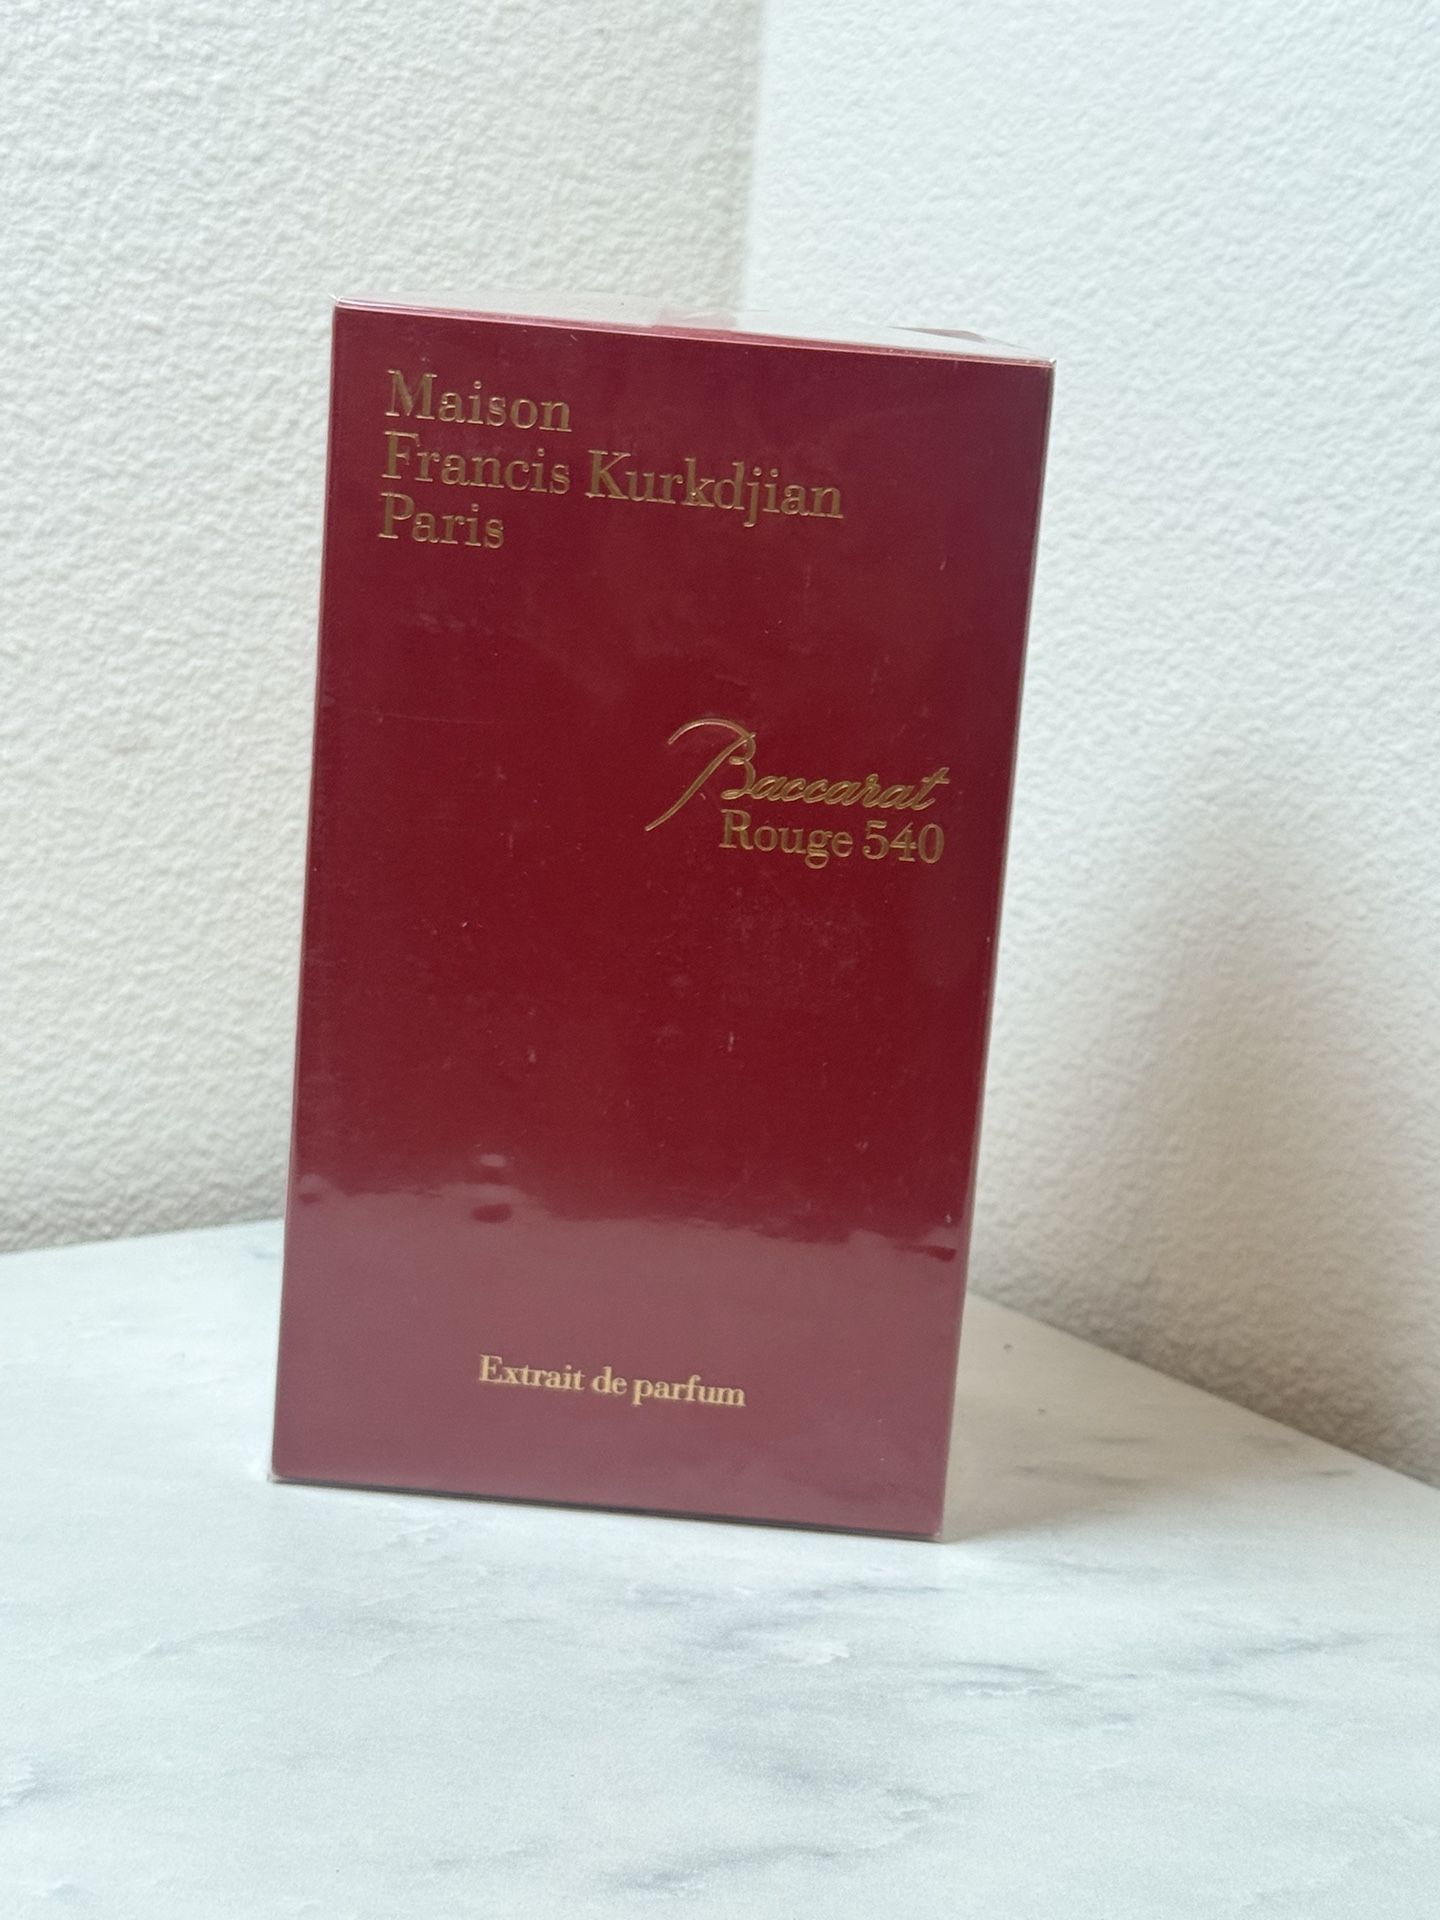 Maison
Francis Kurkdjian
Paris
Baccarat
Rouge 540
Extrait de parfum